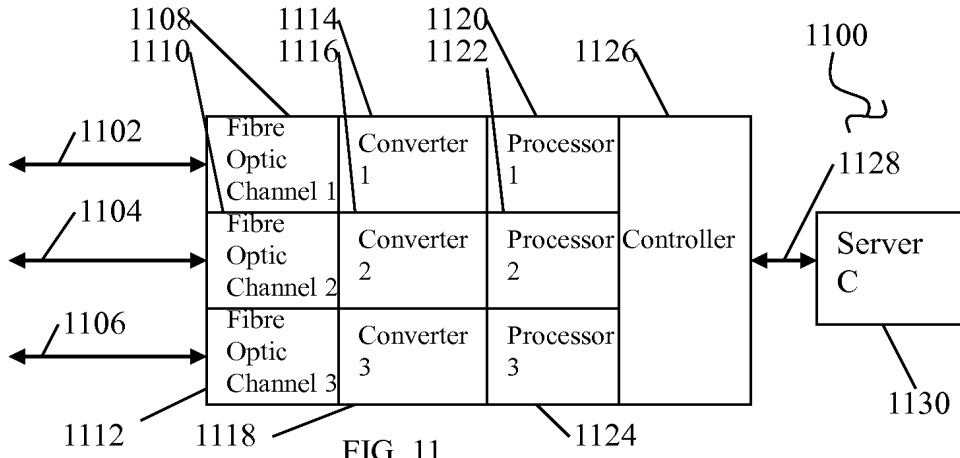 1108
1114
1120
1110
1116
1122
1126
1100
1102
Fibre
Optic
Channel 1
Converter
1
Processor
1
1128
1104
Fibre
Optic
Channel 2
Converter
2
Processor
2
Controller
Server
C
1106
Fibre
Optic
Channel 3
Converter
3
Processor
3
1112
1118
1124
1130
FIG. 11